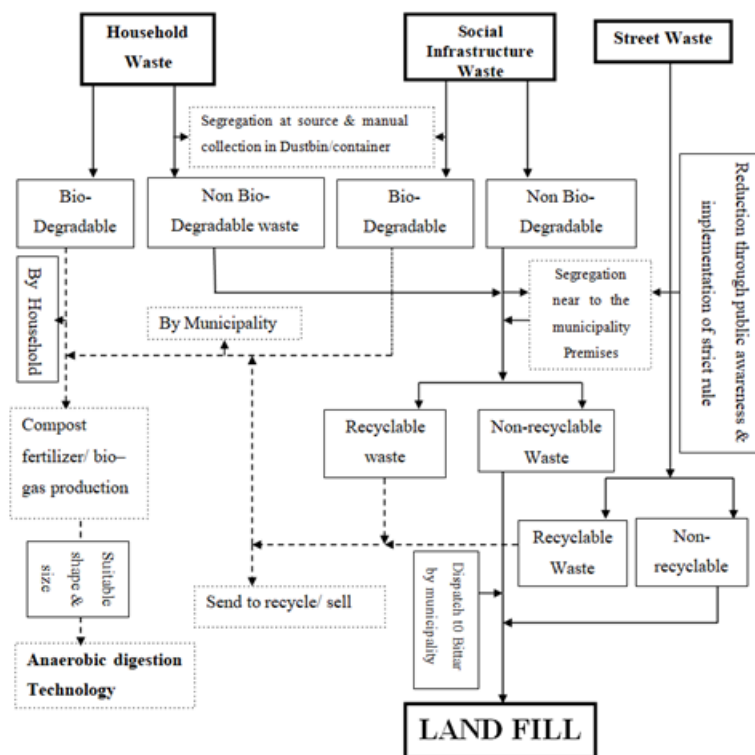 Household
Waste
Social
Infrastructure
Waste
Street Waste
Segregation at source & manual
collection in Dustbin/container
Bio-
Degradable
Non Bio-
Degradable waste
Bio-
Degradable
Non Bio-
Degradable
Reduction through public awareness &
implementation of strict rule
By Household
By Municipality
Segregation
near to the
municipality
Premises
Compost
fertilizer/ bio–
gas production
Recyclable
waste
Non-recyclable
Waste
Recyclable
Waste
Non-
recyclable
Suitable
shape &
size
Send to recycle/ sell
Dispatch t0 Bittar
by municipality
Anaerobic digestion
Technology
LAND FILL